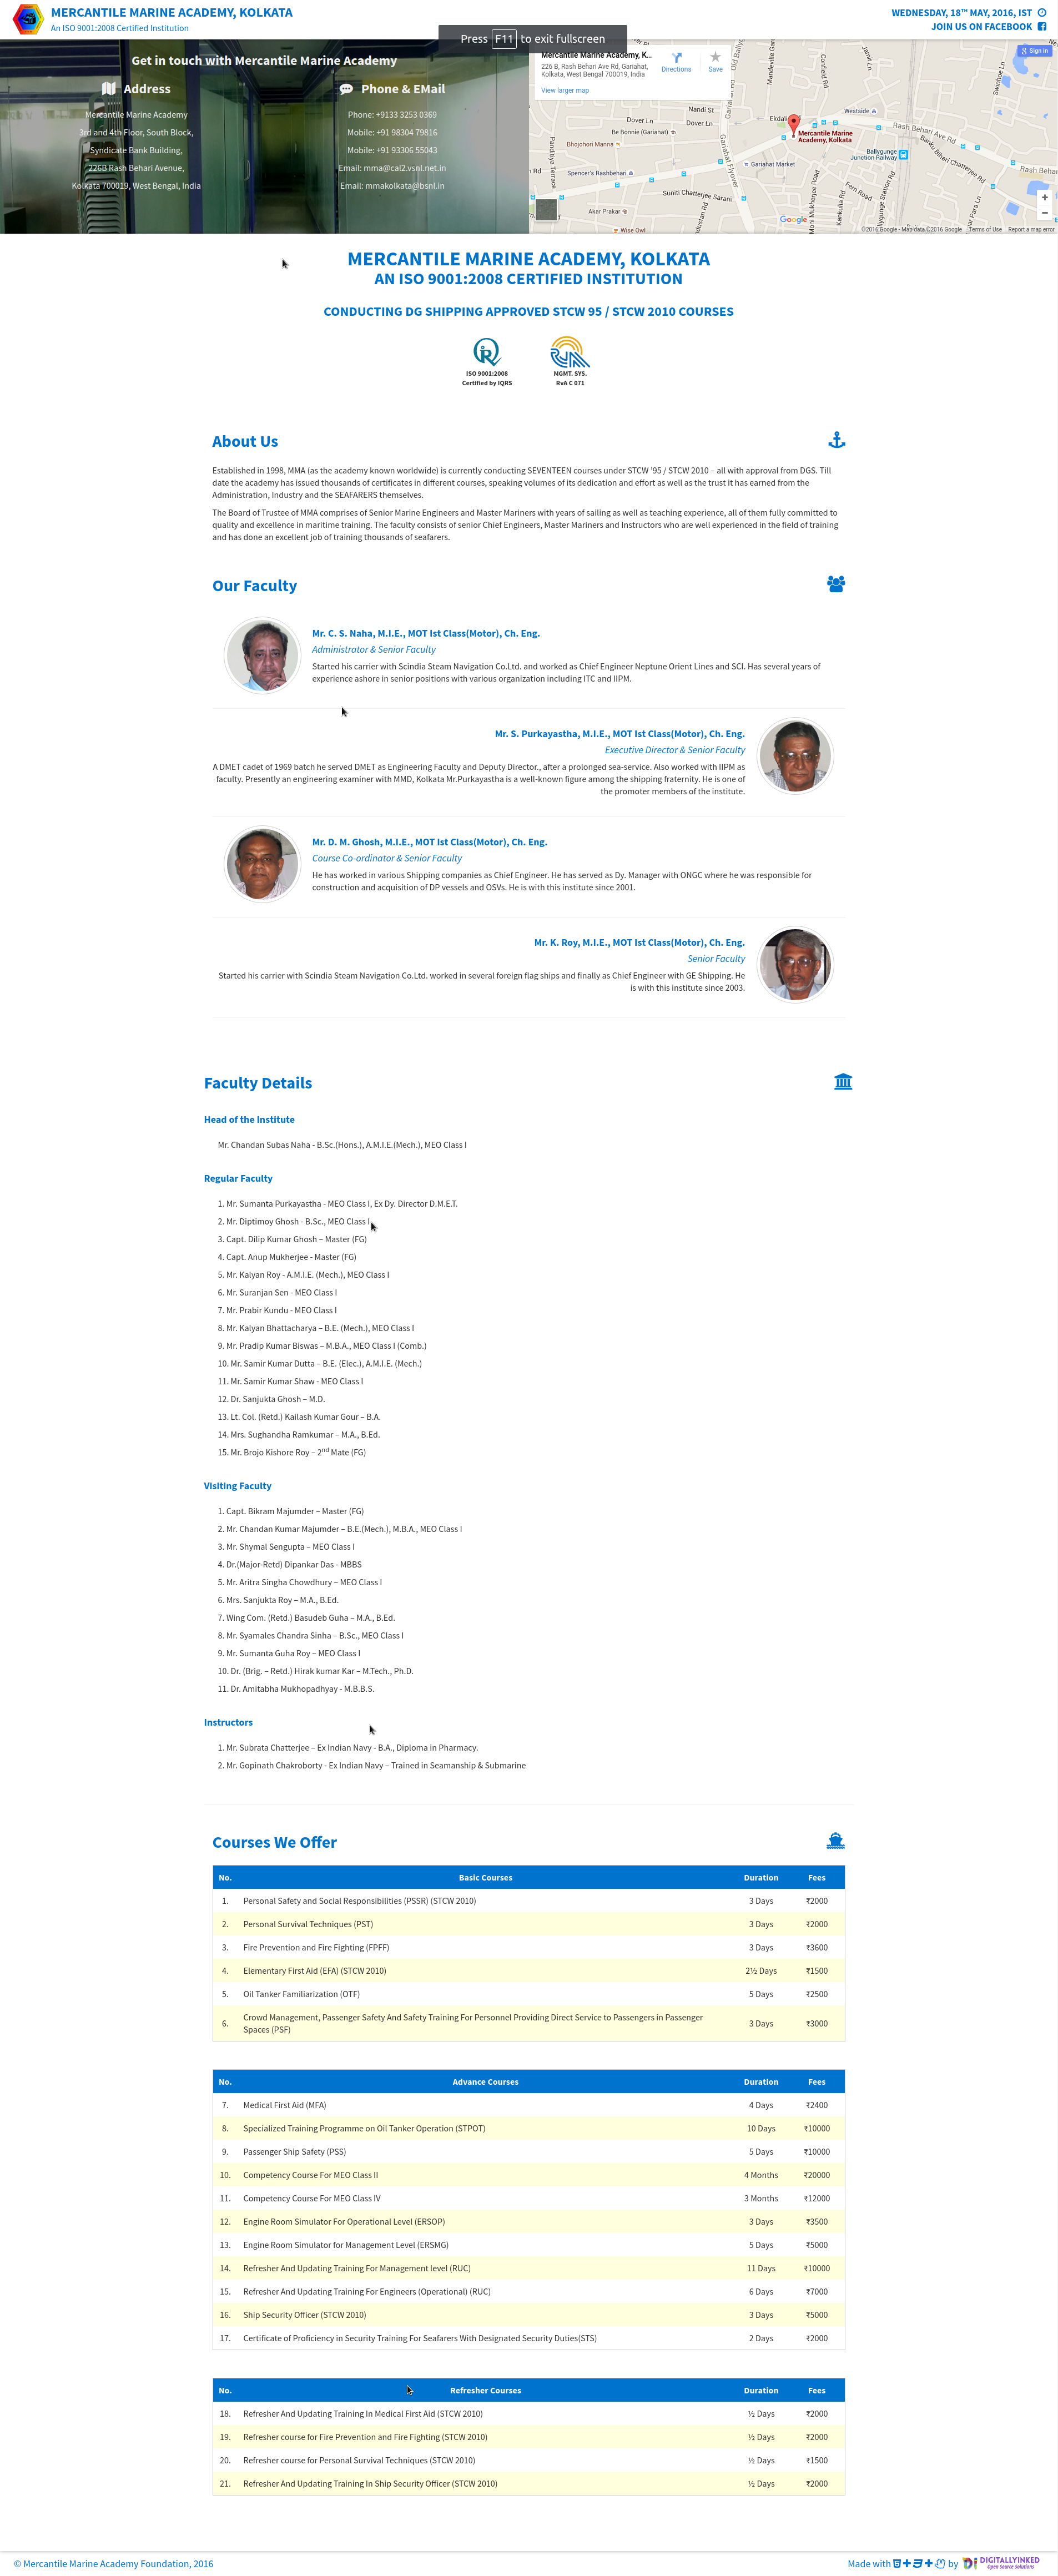 MERCANTILE MARINE ACADEMY, KOLKATA
An ISO 9001:2008 Certified Institution
WEDNESDAY, 18TH MAY, 2016, IST
JOIN US ON FACEBOOK
Press F11 to exit fullscreen
Get in touch with Mercantile Marine Academy
Address
Mercantile Marine Academy
3rd and 4th Floor, South Block,
Syndicate Bank Building,
226B Rash Behari Avenue,
Kolkata 700019, West Bengal, India
Phone & EMail
Phone: +9133 3253 0369
Mobile: +91 98304 79816
Mobile: +91 93306 55043
Email: mma@cal2.vsnl.net.in
Email: mmakolkata@bsnl.in
Mercantile Marine Academy, K...
226 B, Rash Behari Ave Rd, Gariahat,
Kolkata, West Bengal 700019, India
View larger map
Directions
Save
Sign in
Dover Ln
Dover Ln
Be Bonnie (Gariahat)
Bhojohori Manna
Spencer's Rashbehari
Akar Prakar
Wise Owl
Pandidiya Terrace
Gariahat Flyover
Gariahat Market
Suniti Chatterjee Sarani
Mandeville Gar
Cornfield Rd
Westside
Rash Behari Ave Rd
Mercantile Marine
Academy, Kolkata
Ballygunge
Junction Railway
Fern Road
Kankulia Rd
Swinhoe L
Rash Beha
Google
©2016 Google - Map data ©2016 Google
Terms of Use
Report a map error
MERCANTILE MARINE ACADEMY, KOLKATA
AN ISO 9001:2008 CERTIFIED INSTITUTION
CONDUCTING DG SHIPPING APPROVED STCW 95 / STCW 2010 COURSES
ISO 9001:2008
Certified by IQRS
MGMT. SYS.
RvA C 071
About Us
Established in 1998, MMA (as the academy known worldwide) is currently conducting SEVENTEEN courses under STCW '95 / STCW 2010 – all with approval from DGS. Till
date the academy has issued thousands of certificates in different courses, speaking volumes of its dedication and effort as well as the trust it has earned from the
Administration, Industry and the SEAFARERS themselves.
The Board of Trustee of MMA comprises of Senior Marine Engineers and Master Mariners with years of sailing as well as teaching experience, all of them fully committed to
quality and excellence in maritime training. The faculty consists of senior Chief Engineers, Master Mariners and Instructors who are well experienced in the field of training
and has done an excellent job of training thousands of seafarers.
Our Faculty
Mr. C. S. Naha, M.I.E., MOT Ist Class(Motor), Ch. Eng.
Administrator & Senior Faculty
Started his carrier with Scindia Steam Navigation Co.Ltd. and worked as Chief Engineer Neptune Orient Lines and SCI. Has several years of
experience ashore in senior positions with various organization including ITC and IIPM.
Mr. S. Purkayastha, M.I.E., MOT Ist Class(Motor), Ch. Eng.
Executive Director & Senior Faculty
A DMET cadet of 1969 batch he served DMET as Engineering Faculty and Deputy Director., after a prolonged sea-service. Also worked with IIPM as
faculty. Presently an engineering examiner with MMD, Kolkata Mr.Purkayastha is a well-known figure among the shipping fraternity. He is one of
the promoter members of the institute.
Mr. D. M. Ghosh, M.I.E., MOT Ist Class(Motor), Ch. Eng.
Course Co-ordinator & Senior Faculty
He has worked in various Shipping companies as Chief Engineer. He has served as Dy. Manager with ONGC where he was responsible for
construction and acquisition of DP vessels and OSVs. He is with this institute since 2001.
Mr. K. Roy, M.I.E., MOT Ist Class(Motor), Ch. Eng.
Senior Faculty
Started his carrier with Scindia Steam Navigation Co.Ltd. worked in several foreign flag ships and finally as Chief Engineer with GE Shipping. He
is with this institute since 2003.
Faculty Details
Head of the Institute
Mr. Chandan Subas Naha - B.Sc.(Hons.), A.M.I.E.(Mech.), MEO Class I
Regular Faculty
1. Mr. Sumanta Purkayastha - MEO Class I, Ex Dy. Director D.M.E.T.
2. Mr. Diptimoy Ghosh - B.Sc., MEO Class I
3. Capt. Dilip Kumar Ghosh – Master (FG)
4. Capt. Anup Mukherjee - Master (FG)
5. Mr. Kalyan Roy - A.M.I.E. (Mech.), MEO Class I
6. Mr. Suranjan Sen - MEO Class I
7. Mr. Prabir Kundu - MEO Class I
8. Mr. Kalyan Bhattacharya – B.E. (Mech.), MEO Class I
9. Mr. Pradip Kumar Biswas – M.B.A., MEO Class I (Comb.)
10. Mr. Samir Kumar Dutta – B.E. (Elec.), A.M.I.E. (Mech.)
11. Mr. Samir Kumar Shaw - MEO Class I
12. Dr. Sanjukta Ghosh – M.D.
13. Lt. Col. (Retd.) Kailash Kumar Gour – B.A.
14. Mrs. Sughandha Ramkumar – M.A., B.Ed.
15. Mr. Brojo Kishore Roy – 2nd Mate (FG)
Visiting Faculty
1. Capt. Bikram Majumder – Master (FG)
2. Mr. Chandan Kumar Majumder – B.E.(Mech.), M.B.A., MEO Class I
3. Mr. Shymal Sengupta – MEO Class I
4. Dr.(Major-Retd) Dipankar Das - MBBS
5. Mr. Aritra Singha Chowdhury – MEO Class I
6. Mrs. Sanjukta Roy – M.A., B.Ed.
7. Wing Com. (Retd.) Basudeb Guha – M.A., B.Ed.
8. Mr. Syamales Chandra Sinha – B.Sc., MEO Class I
9. Mr. Sumanta Guha Roy – MEO Class I
10. Dr. (Brig. – Retd.) Hirak kumar Kar – M.Tech., Ph.D.
11. Dr. Amitabha Mukhopadhyay - M.B.B.S.
Instructors
1. Mr. Subrata Chatterjee – Ex Indian Navy - B.A., Diploma in Pharmacy.
2. Mr. Gopinath Chakroborty - Ex Indian Navy – Trained in Seamanship & Submarine
Courses We Offer
No. Basic Courses Duration Fees
1. Personal Safety and Social Responsibilities (PSSR) (STCW 2010) 3 Days ₹2000
2. Personal Survival Techniques (PST) 3 Days ₹2000
3. Fire Prevention and Fire Fighting (FPFF) 3 Days ₹3600
4. Elementary First Aid (EFA) (STCW 2010) 2½ Days ₹1500
5. Oil Tanker Familiarization (OTF) 5 Days ₹2500
6. Crowd Management, Passenger Safety And Safety Training For Personnel Providing Direct Service to Passengers in Passenger
Spaces (PSF) 3 Days ₹3000
No. Advance Courses Duration Fees
7. Medical First Aid (MFA) 4 Days ₹2400
8. Specialized Training Programme on Oil Tanker Operation (STPOT) 10 Days ₹10000
9. Passenger Ship Safety (PSS) 5 Days ₹10000
10. Competency Course For MEO Class II 4 Months ₹20000
11. Competency Course For MEO Class IV 3 Months ₹12000
12. Engine Room Simulator For Operational Level (ERSOP) 3 Days ₹3500
13. Engine Room Simulator for Management Level (ERSMG) 5 Days ₹5000
14. Refresher And Updating Training For Management level (RUC) 11 Days ₹10000
15. Refresher And Updating Training For Engineers (Operational) (RUC) 6 Days ₹7000
16. Ship Security Officer (STCW 2010) 3 Days ₹5000
17. Certificate of Proficiency in Security Training For Seafarers With Designated Security Duties(STS) 2 Days ₹2000
No. Refresher Courses Duration Fees
18. Refresher And Updating Training In Medical First Aid (STCW 2010) ½ Days ₹2000
19. Refresher course for Fire Prevention and Fire Fighting (STCW 2010) ½ Days ₹2000
20. Refresher course for Personal Survival Techniques (STCW 2010) ½ Days ₹1500
21. Refresher And Updating Training In Ship Security Officer (STCW 2010) ½ Days ₹2000
© Mercantile Marine Academy Foundation, 2016
Made with + + by DIGITALLYINKED
Open Source Solutions